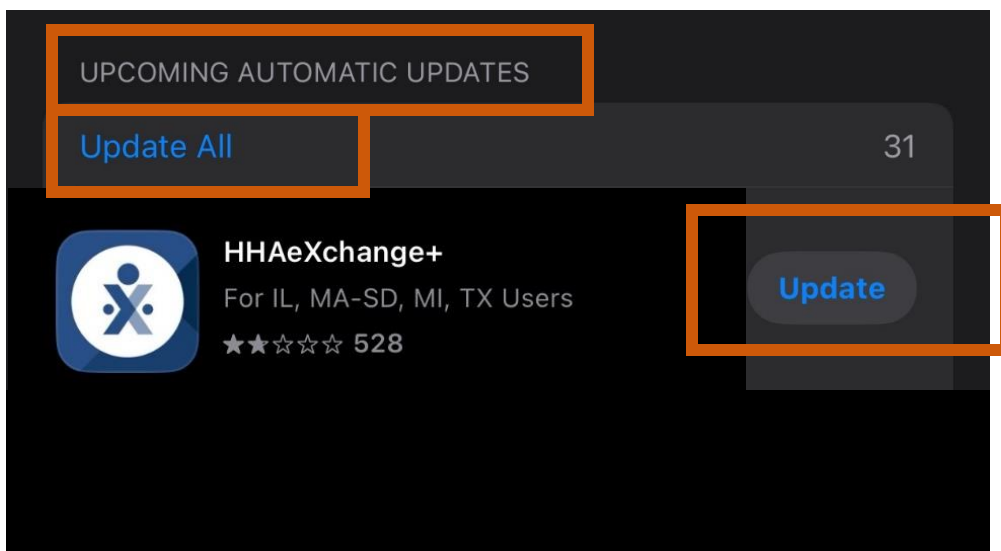 UPCOMING AUTOMATIC UPDATES
Update All 31
HHAeXchange+
For IL, MA-SD, MI, TX Users
Update
★★☆☆☆ 528